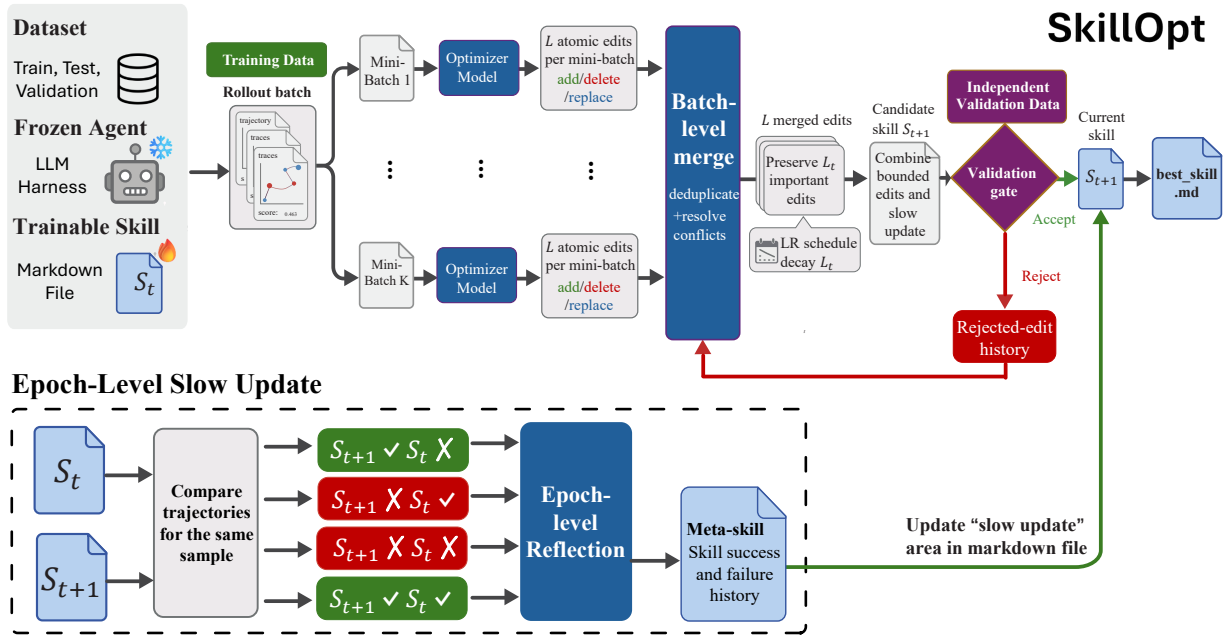 SkillOpt
Dataset
Train, Test,
Validation
Frozen Agent
LLM
Harness
Trainable Skill
Markdown
File
S_t
Training Data
Rollout batch
trajectory
s
traces
s
traces
score: 0.463
Mini-
Batch 1
Optimizer
Model
L atomic edits
per mini-batch
add/delete
/replace
Mini-
Batch K
Optimizer
Model
L atomic edits
per mini-batch
add/delete
/replace
Batch-
level
merge
deduplicate
+resolve
conflicts
L merged edits
Preserve L_t
important
edits
LR schedule
decay L_t
Candidate
skill S_{t+1}
Combine
bounded
edits and
slow
update
Independent
Validation Data
Validation
gate
Accept
Reject
Current
skill
S_{t+1}
best_skill
.md
Rejected-edit
history
Epoch-Level Slow Update
S_t
S_{t+1}
Compare
trajectories
for the same
sample
S_{t+1} ✓ S_t ✗
S_{t+1} ✗ S_t ✓
S_{t+1} ✗ S_t ✗
S_{t+1} ✓ S_t ✓
Epoch-
level
Reflection
Meta-skill
Skill success
and failure
history
Update “slow update”
area in markdown file